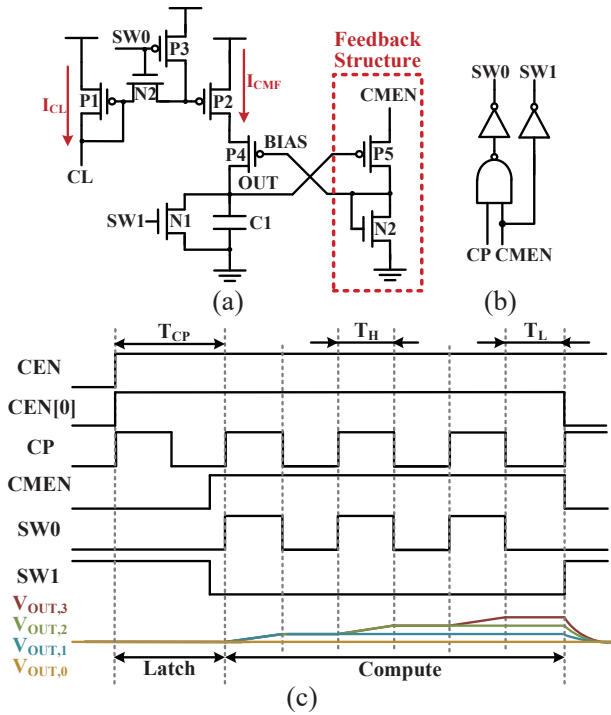 SW0
P3
Feedback
Structure
SW0 SW1
I_CL
P1
N2
P2
I_CMF
CMEN
P4
BIAS
P5
CL
OUT
SW1
N1
C1
N2
CP CMEN
(a)
(b)
T_CP
T_H
T_L
CEN
CEN[0]
CP
CMEN
SW0
SW1
V_OUT,3
V_OUT,2
V_OUT,1
V_OUT,0
Latch
Compute
(c)